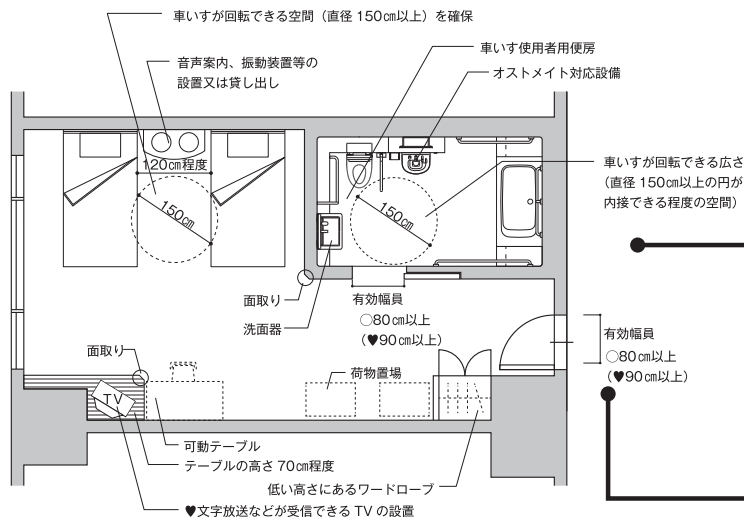 車いすが回転できる空間（直径 150㎝以上）を確保
音声案内、振動装置等の
設置又は貸し出し
車いす使用者用便房
オストメイト対応設備
120㎝程度
150㎝
150㎝
車いすが回転できる広さ
（直径 150㎝以上の円が
内接できる程度の空間）
面取り
洗面器
有効幅員
○80㎝以上
（♥90㎝以上）
有効幅員
○80㎝以上
（♥90㎝以上）
面取り
荷物置場
TV
可動テーブル
テーブルの高さ 70㎝程度
低い高さにあるワードローブ
♥文字放送などが受信できる TV の設置